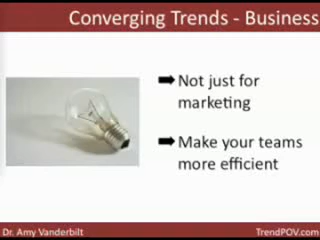 Converging Trends - Business
Not just for
marketing
Make your teams
more efficient
Dr. Amy Vanderbilt
TrendPOV.com